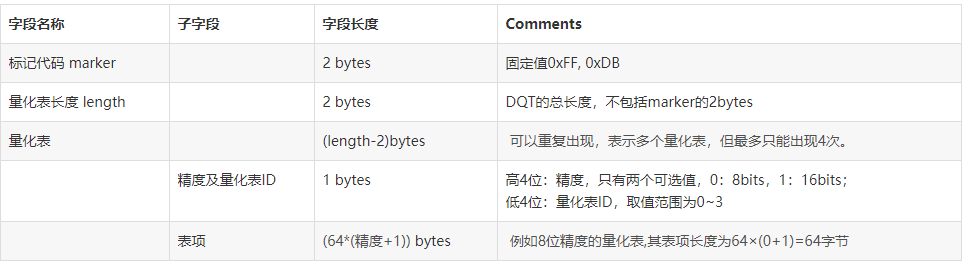 字段名称 子字段 字段长度 Comments
标记代码 marker 2 bytes 固定值0xFF, 0xDB
量化表长度 length 2 bytes DQT的总长度，不包括marker的2bytes
量化表 (length-2)bytes 可以重复出现，表示多个量化表，但最多只能出现4次。
精度及量化表ID 1 bytes 高4位：精度，只有两个可选值，0：8bits，1：16bits；
低4位：量化表ID，取值范围为0~3
表项 (64*(精度+1)) bytes 例如8位精度的量化表,其表项长度为64×(0+1)=64字节